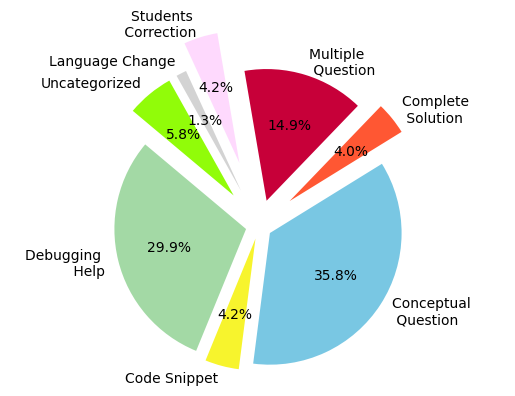 Students
Correction
Language Change
Uncategorized
Multiple
Question
Complete
Solution
4.2%
1.3%
5.8%
14.9%
4.0%
Debugging
Help
29.9%
35.8%
Conceptual
Question
4.2%
Code Snippet